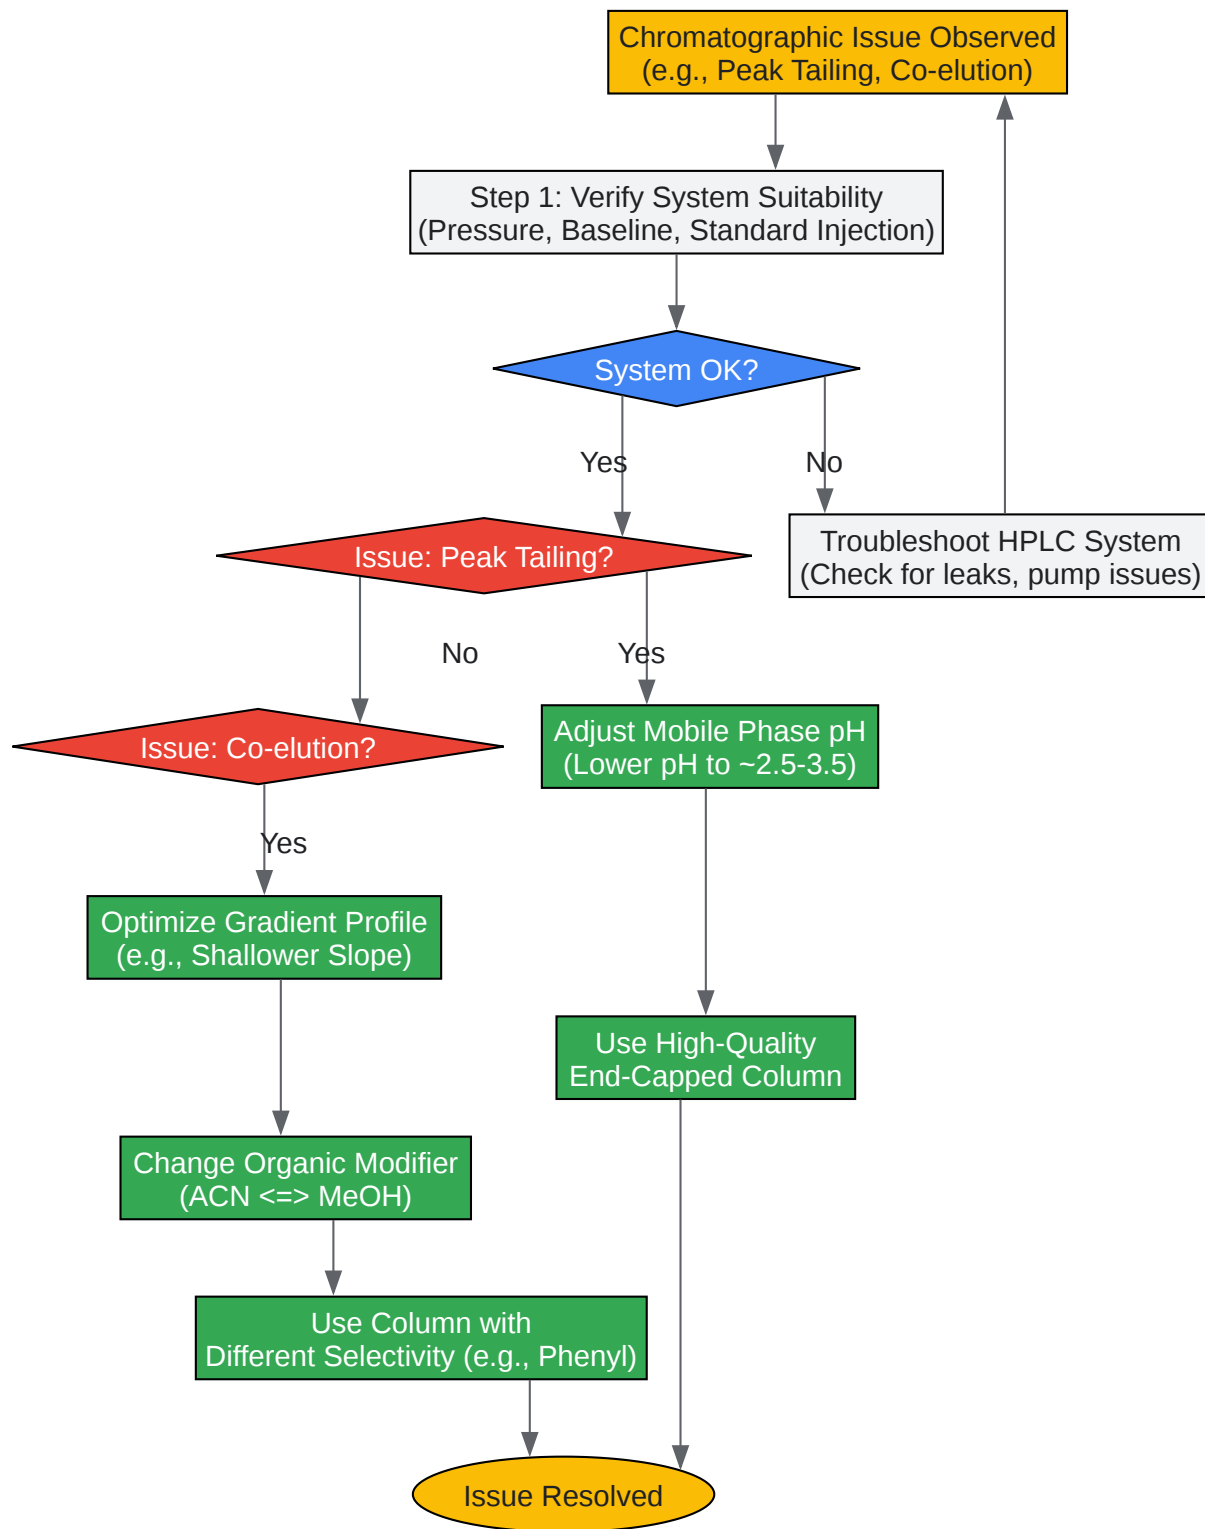 Chromatographic Issue Observed
(e.g., Peak Tailing, Co-elution)
Step 1: Verify System Suitability
(Pressure, Baseline, Standard Injection)
System OK?
Yes
No
Issue: Peak Tailing?
Troubleshoot HPLC System
(Check for leaks, pump issues)
No
Yes
Issue: Co-elution?
Adjust Mobile Phase pH
(Lower pH to ~2.5-3.5)
Yes
Optimize Gradient Profile
(e.g., Shallower Slope)
Use High-Quality
End-Capped Column
Change Organic Modifier
(ACN <=> MeOH)
Use Column with
Different Selectivity (e.g., Phenyl)
Issue Resolved